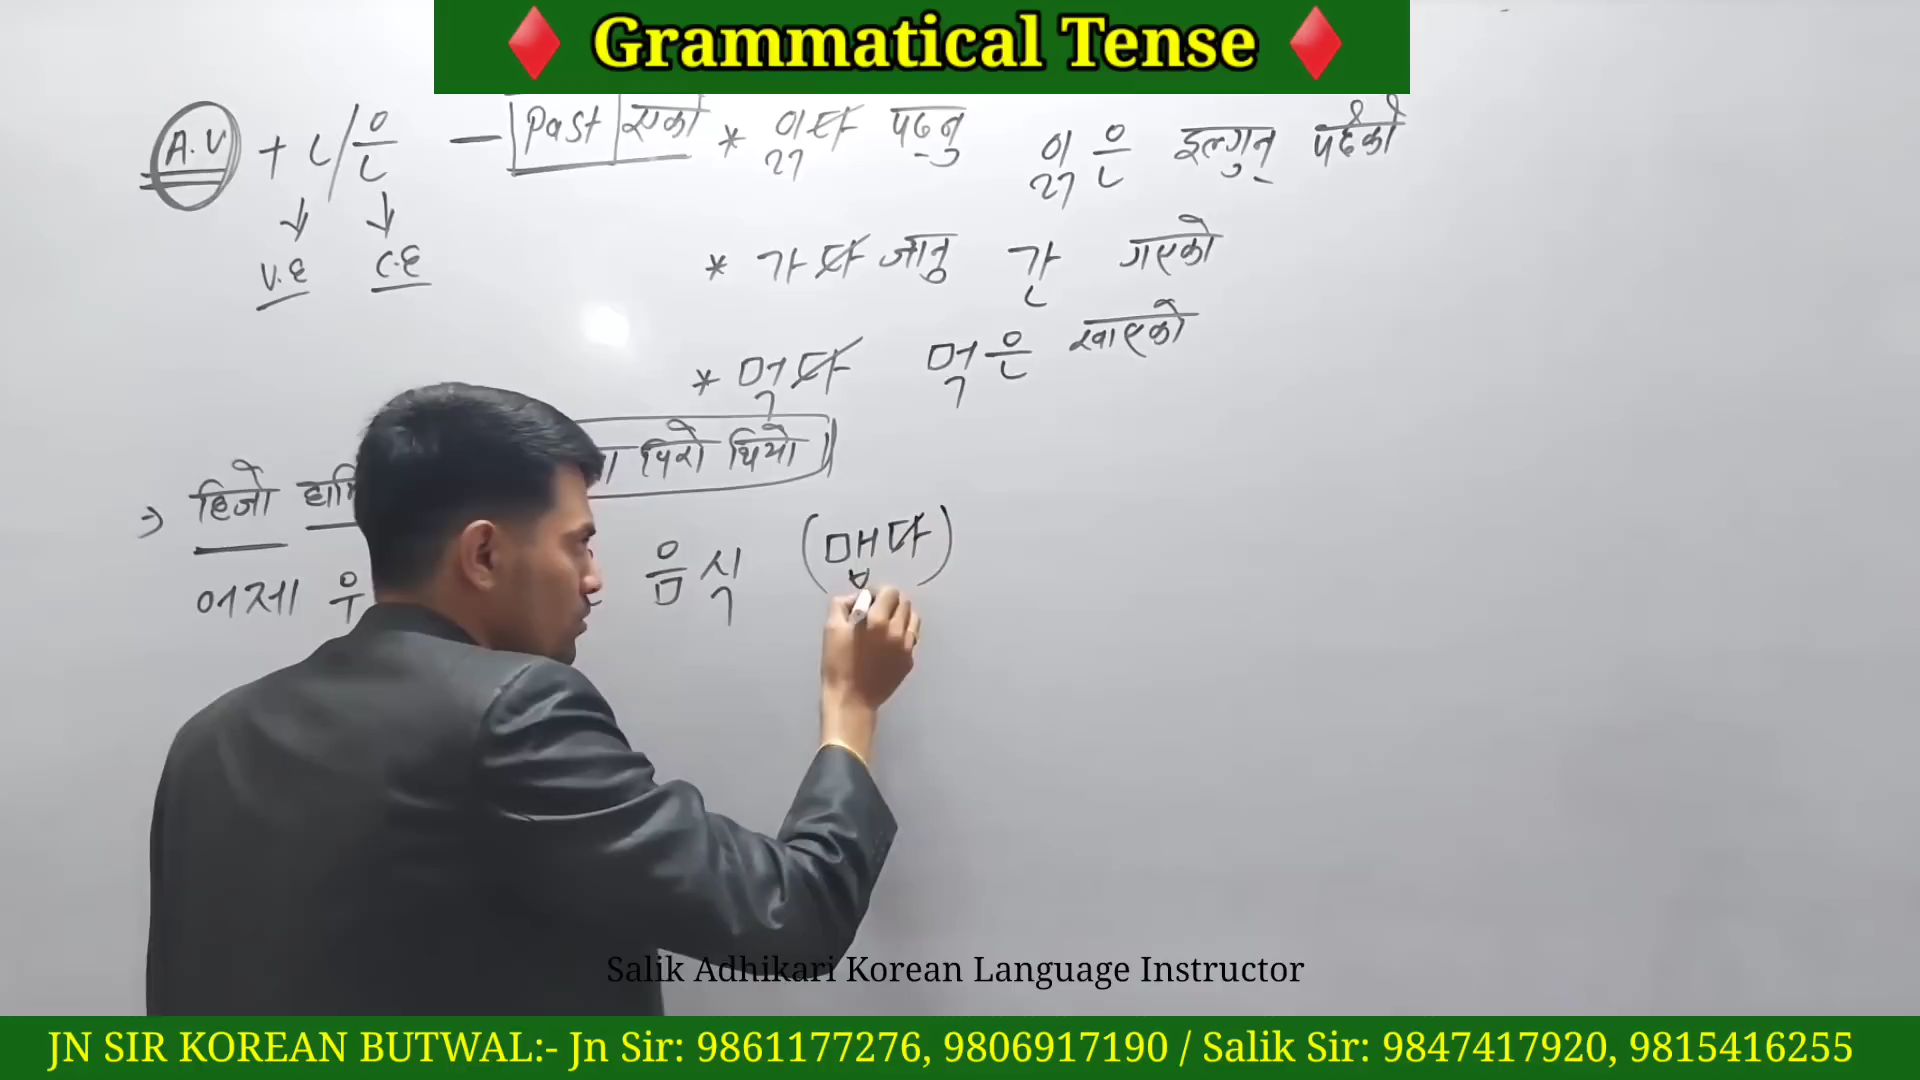 ♦ Grammatical Tense ♦
A.V + ㄴ/은 — Past एको * 읽다 पढ्नु 읽은 इल्गुन् पढेको
V.E C.E * 가다 जानु 간 गएको
* 먹다 먹은 खाएको
⇒ हिजो पिरो थियो
어제 음식 (맵다)
Salik Adhikari Korean Language Instructor
JN SIR KOREAN BUTWAL:- Jn Sir: 9861177276, 9806917190 / Salik Sir: 9847417920, 9815416255